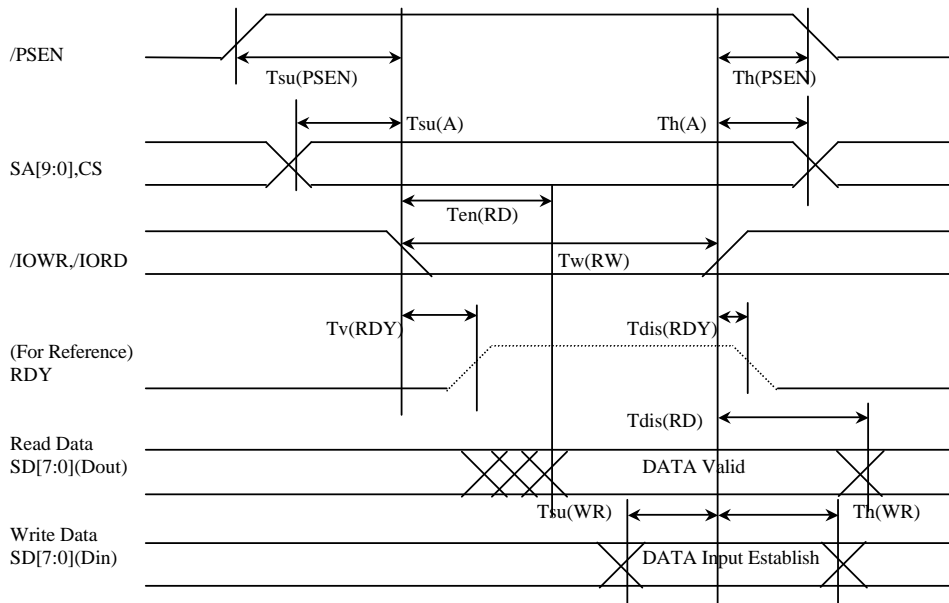 /PSEN
Tsu(PSEN)
Th(PSEN)
Tsu(A)
Th(A)
SA[9:0],CS
Ten(RD)
/IOWR,/IORD
Tw(RW)
Tv(RDY)
Tdis(RDY)
(For Reference)
RDY
Tdis(RD)
Read Data
SD[7:0](Dout)
DATA Valid
Tsu(WR)
Th(WR)
Write Data
SD[7:0](Din)
DATA Input Establish